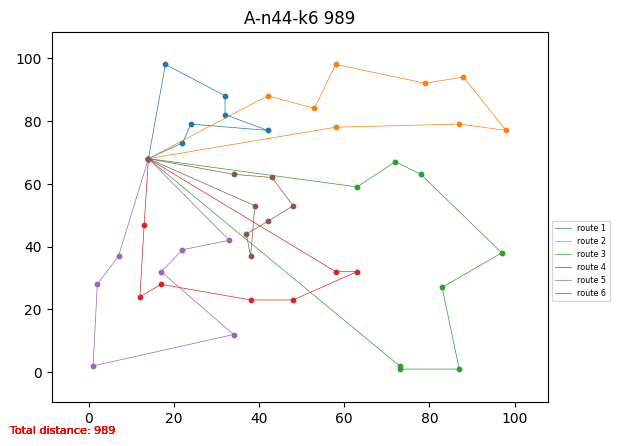 A-n44-k6 989
100
80
60
40
20
0
0 20 40 60 80 100
route 1
route 2
route 3
route 4
route 5
route 6
Total distance: 989